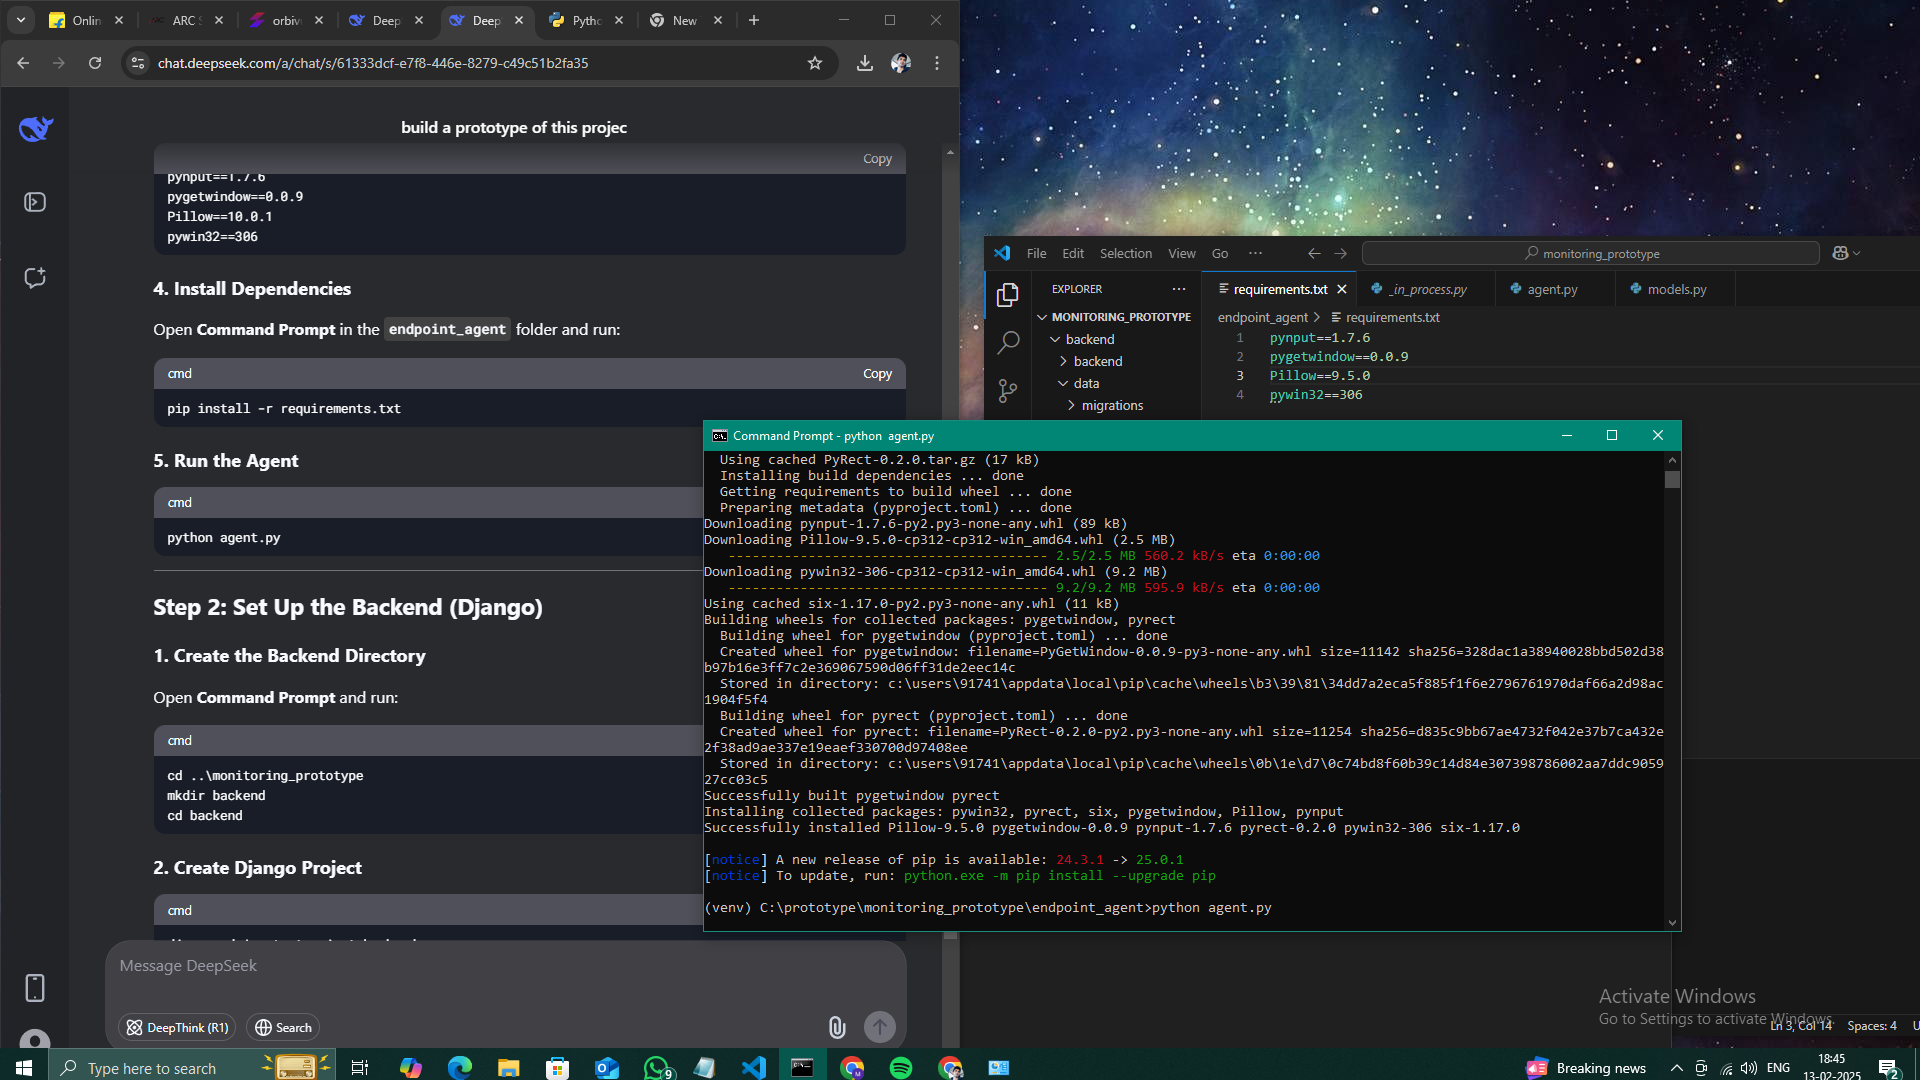 Onlin
ARC S
orbiv
Deep
Deep
Pytho
New
chat.deepseek.com/a/chat/s/61333dcf-e7f8-446e-8279-c49c51b2fa35
build a prototype of this projec
Copy
pynput==1.7.6
pygetwindow==0.0.9
Pillow==10.0.1
pywin32==306
4. Install Dependencies
Open Command Prompt in the endpoint_agent folder and run:
cmd
Copy
pip install -r requirements.txt
5. Run the Agent
cmd
python agent.py
Step 2: Set Up the Backend (Django)
1. Create the Backend Directory
Open Command Prompt and run:
cmd
cd ..\monitoring_prototype
mkdir backend
cd backend
2. Create Django Project
cmd
Message DeepSeek
DeepThink (R1)
Search
File Edit Selection View Go ···
monitoring_prototype
EXPLORER
requirements.txt
_in_process.py
agent.py
models.py
MONITORING_PROTOTYPE
backend
backend
data
migrations
endpoint_agent > requirements.txt
1 pynput==1.7.6
2 pygetwindow==0.0.9
3 Pillow==9.5.0
4 pywin32==306
Command Prompt - python agent.py
Using cached PyRect-0.2.0.tar.gz (17 kB)
Installing build dependencies ... done
Getting requirements to build wheel ... done
Preparing metadata (pyproject.toml) ... done
Downloading pynput-1.7.6-py2.py3-none-any.whl (89 kB)
Downloading Pillow-9.5.0-cp312-cp312-win_amd64.whl (2.5 MB)
---------------------------------------- 2.5/2.5 MB 560.2 kB/s eta 0:00:00
Downloading pywin32-306-cp312-cp312-win_amd64.whl (9.2 MB)
---------------------------------------- 9.2/9.2 MB 595.9 kB/s eta 0:00:00
Using cached six-1.17.0-py2.py3-none-any.whl (11 kB)
Building wheels for collected packages: pygetwindow, pyrect
Building wheel for pygetwindow (pyproject.toml) ... done
Created wheel for pygetwindow: filename=PyGetWindow-0.0.9-py3-none-any.whl size=11142 sha256=328dac1a38940028bbd502d38
b97b16e3ff7c2e369067590d06ff31de2eec14c
Stored in directory: c:\users\91741\appdata\local\pip\cache\wheels\b3\39\81\34dd7a2eca5f885f1f6e2796761970daf66a2d98ac
1904f5f4
Building wheel for pyrect (pyproject.toml) ... done
Created wheel for pyrect: filename=PyRect-0.2.0-py2.py3-none-any.whl size=11254 sha256=d835c9bb67ae4732f042e37b7ca432e
2f38ad9ae337e19eaef330700d97408ee
Stored in directory: c:\users\91741\appdata\local\pip\cache\wheels\0b\1e\d7\0c74bd8f60b39c14d84e307398786002aa7ddc9059
27cc03c5
Successfully built pygetwindow pyrect
Installing collected packages: pywin32, pyrect, six, pygetwindow, Pillow, pynput
Successfully installed Pillow-9.5.0 pygetwindow-0.0.9 pynput-1.7.6 pyrect-0.2.0 pywin32-306 six-1.17.0
[notice] A new release of pip is available: 24.3.1 -> 25.0.1
[notice] To update, run: python.exe -m pip install --upgrade pip
(venv) C:\prototype\monitoring_prototype\endpoint_agent>python agent.py
Activate Windows
Go to Settings to activate Windows.
Ln 3, Col 14 Spaces: 4 U
Type here to search
9
Breaking news
ENG
18:45
13-02-2025
2